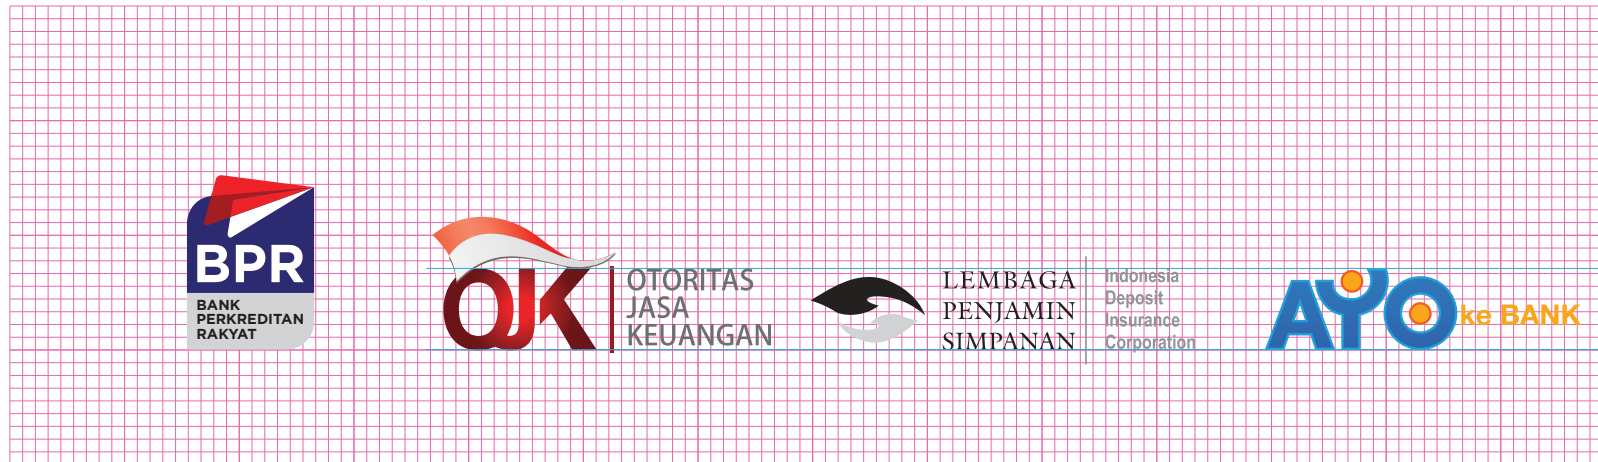 BPR
BANK
PERKREDITAN
RAKYAT
OJK
OTORITAS
JASA
KEUANGAN
LEMBAGA
PENJAMIN
SIMPANAN
Indonesia
Deposit
Insurance
Corporation
AYO ke BANK